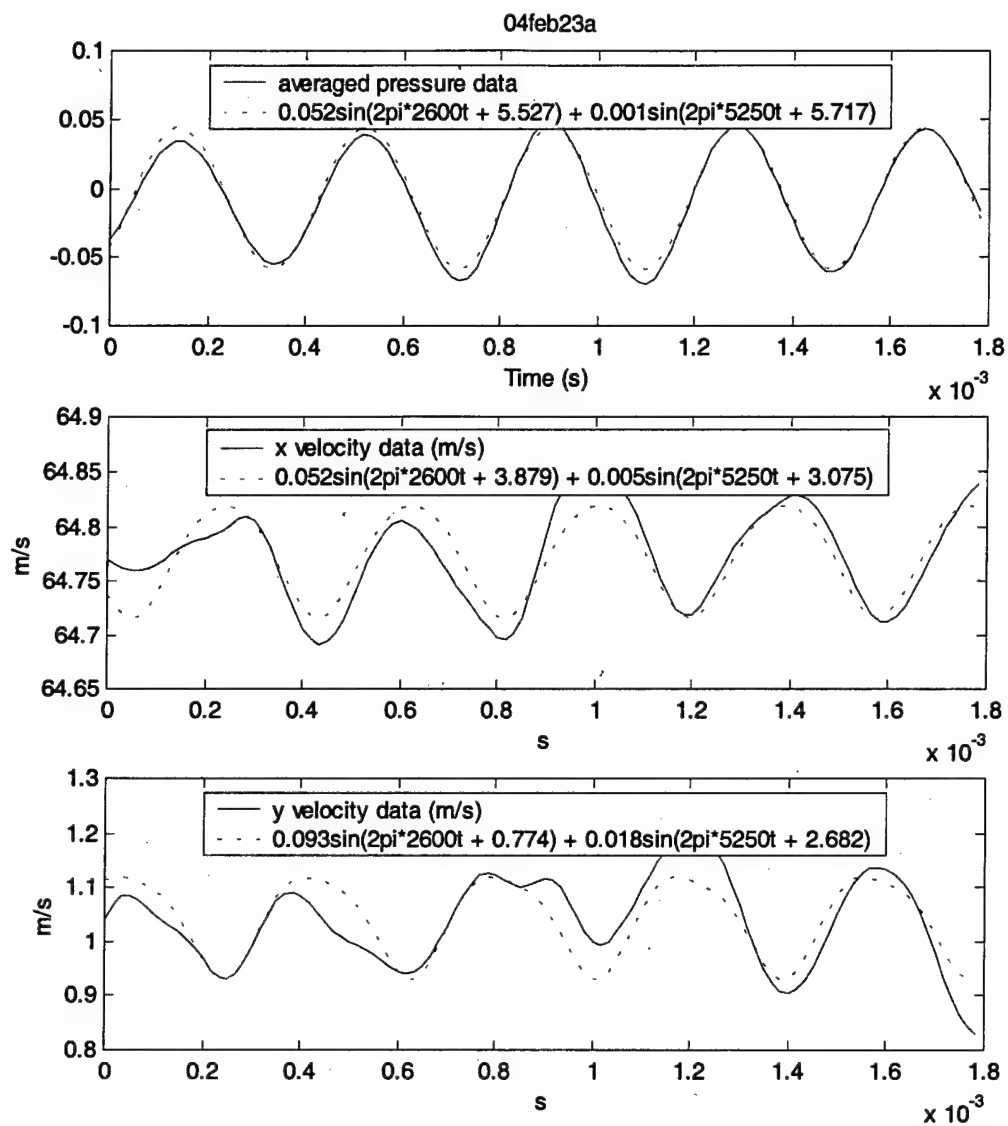 04feb23a
0.1
0.05
0
-0.05
-0.1
averaged pressure data
0.052sin(2pi*2600t + 5.527) + 0.001sin(2pi*5250t + 5.717)
0 0.2 0.4 0.6 0.8 1 1.2 1.4 1.6 1.8
Time (s)
x 10-3
64.9
64.85
64.8
64.75
64.7
64.65
m/s
x velocity data (m/s)
0.052sin(2pi*2600t + 3.879) + 0.005sin(2pi*5250t + 3.075)
0 0.2 0.4 0.6 0.8 1 1.2 1.4 1.6 1.8
s
x 10-3
1.3
1.2
1.1
1
0.9
0.8
m/s
y velocity data (m/s)
0.093sin(2pi*2600t + 0.774) + 0.018sin(2pi*5250t + 2.682)
0 0.2 0.4 0.6 0.8 1 1.2 1.4 1.6 1.8
s
x 10-3